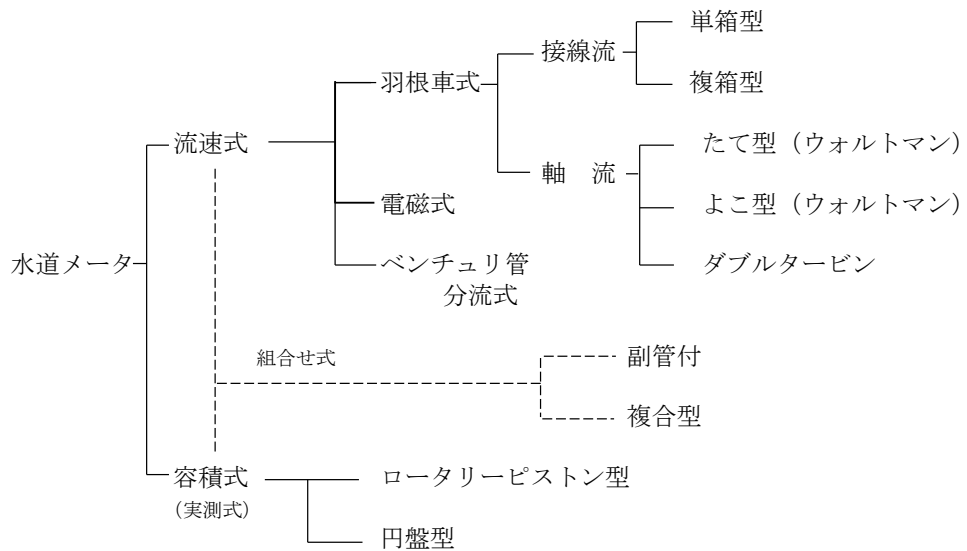 単箱型
接線流
複箱型
羽根車式
たて型（ウォルトマン）
流速式
軸　流
電磁式
よこ型（ウォルトマン）
水道メータ
ベンチュリ管
分流式
ダブルタービン
組合せ式
副管付
複合型
容積式
（実測式）
ロータリーピストン型
円盤型